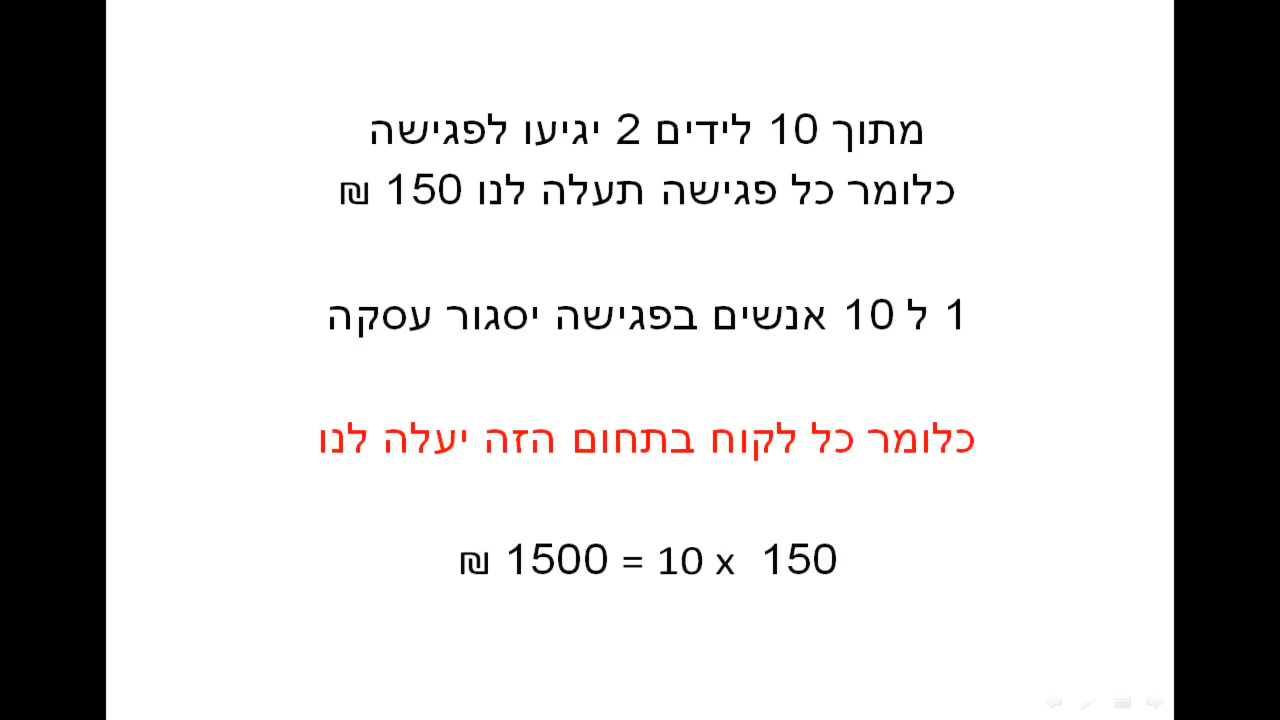 מתוך 10 לידים 2 יגיעו לפגישה
כלומר כל פגישה תעלה לנו 150 ₪
1 ל 10 אנשים בפגישה יסגור עסקה
כלומר כל לקוח בתחום הזה יעלה לנו
150 x 10 = 1500 ₪